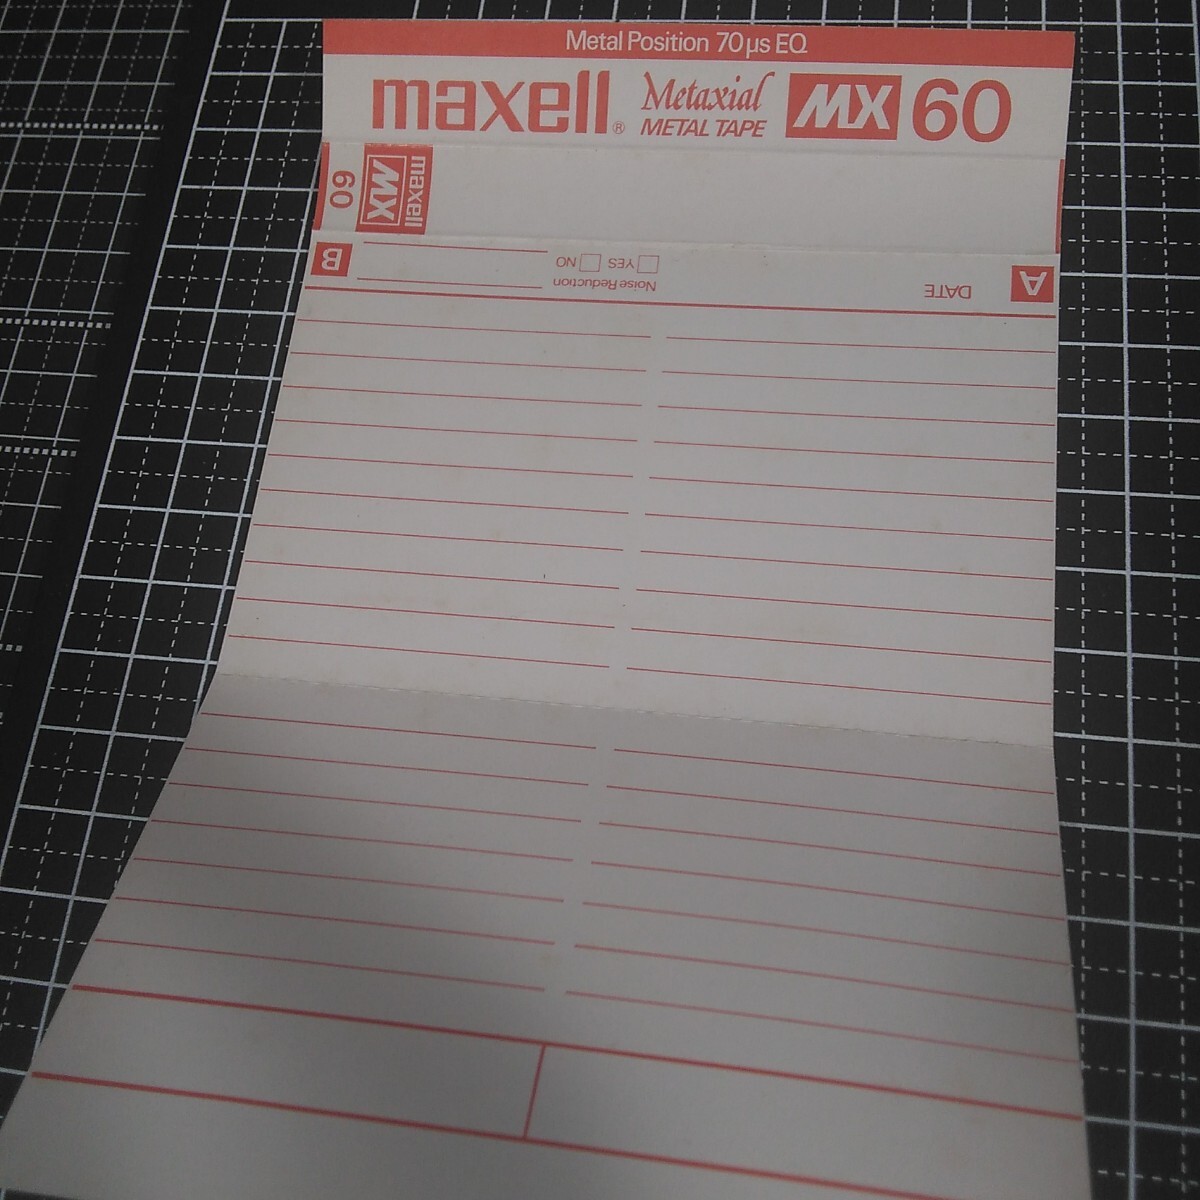 Metal Position 70µs EQ
maxell® Metaxial METAL TAPE MX 60
60 MX maxell
A DATE Noise Reduction B
YES NO